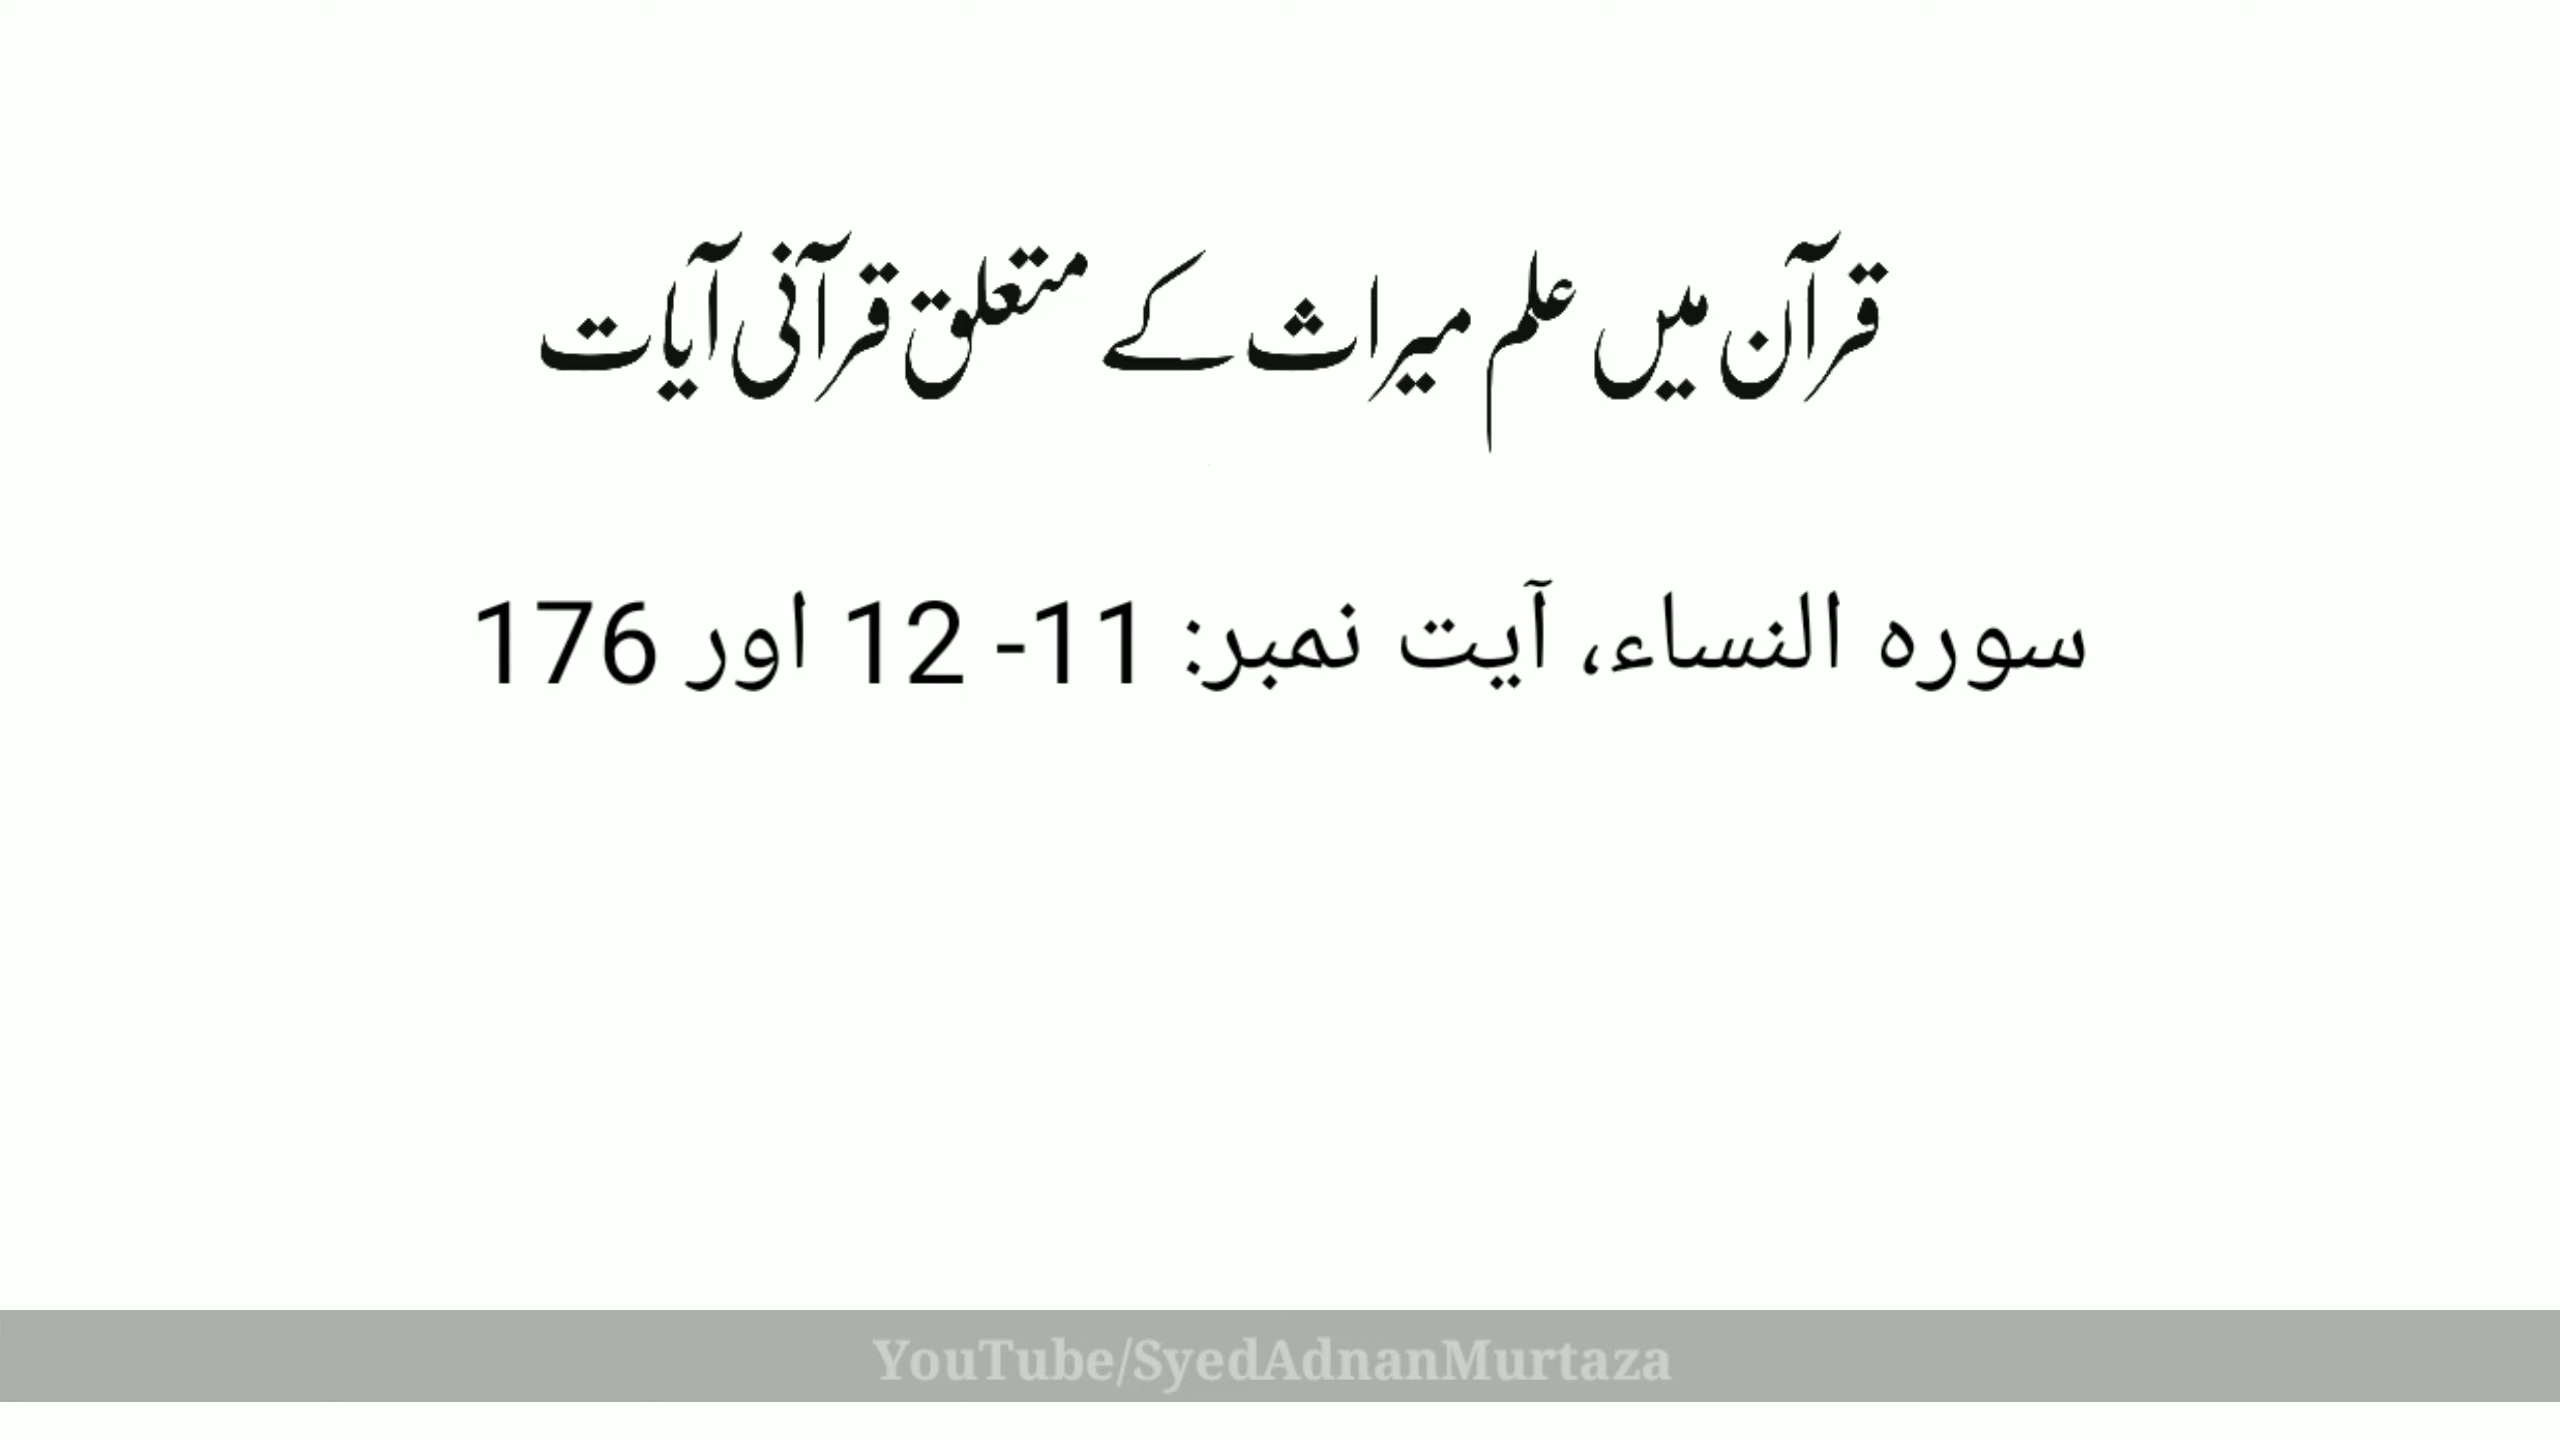 قرآن میں علم میراث کے متعلق قرآنی آیات
سورہ النساء، آیت نمبر: 11- 12 اور 176
YouTube/SyedAdnanMurtaza